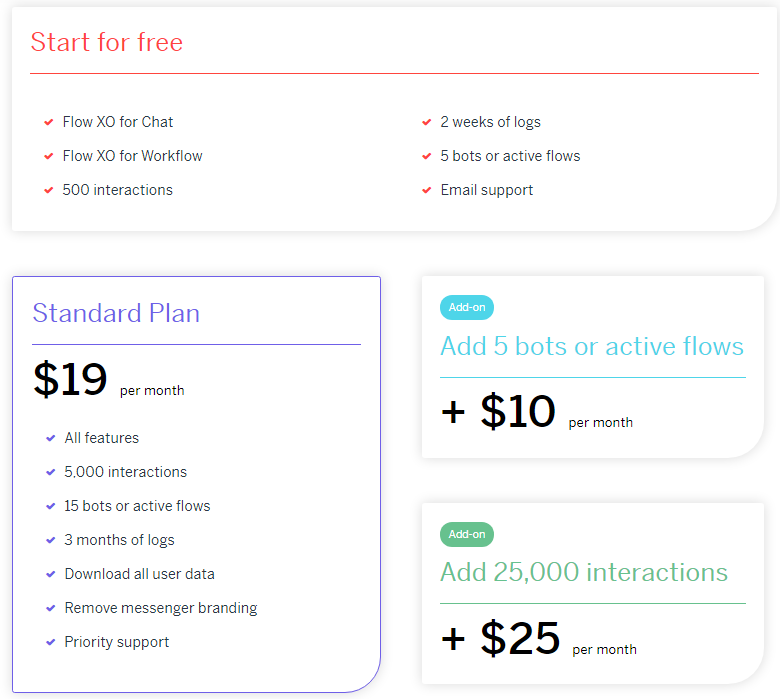 Start for free
Flow XO for Chat
Flow XO for Workflow
500 interactions
2 weeks of logs
5 bots or active flows
Email support
Standard Plan
$19 per month
All features
5,000 interactions
15 bots or active flows
3 months of logs
Download all user data
Remove messenger branding
Priority support
Add-on
Add 5 bots or active flows
+ $10 per month
Add-on
Add 25,000 interactions
+ $25 per month